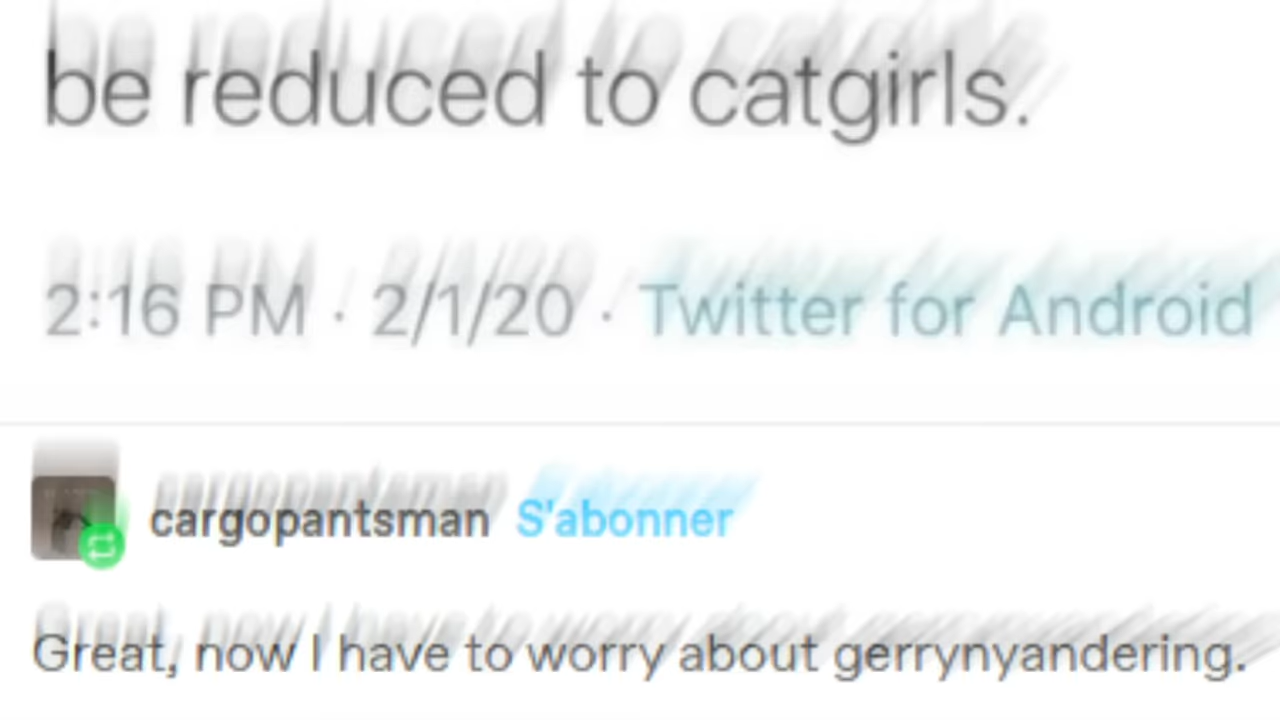 be reduced to catgirls.
2:16 PM · 2/1/20 · Twitter for Android
cargopantsman S'abonner
Great, now I have to worry about gerrynyandering.